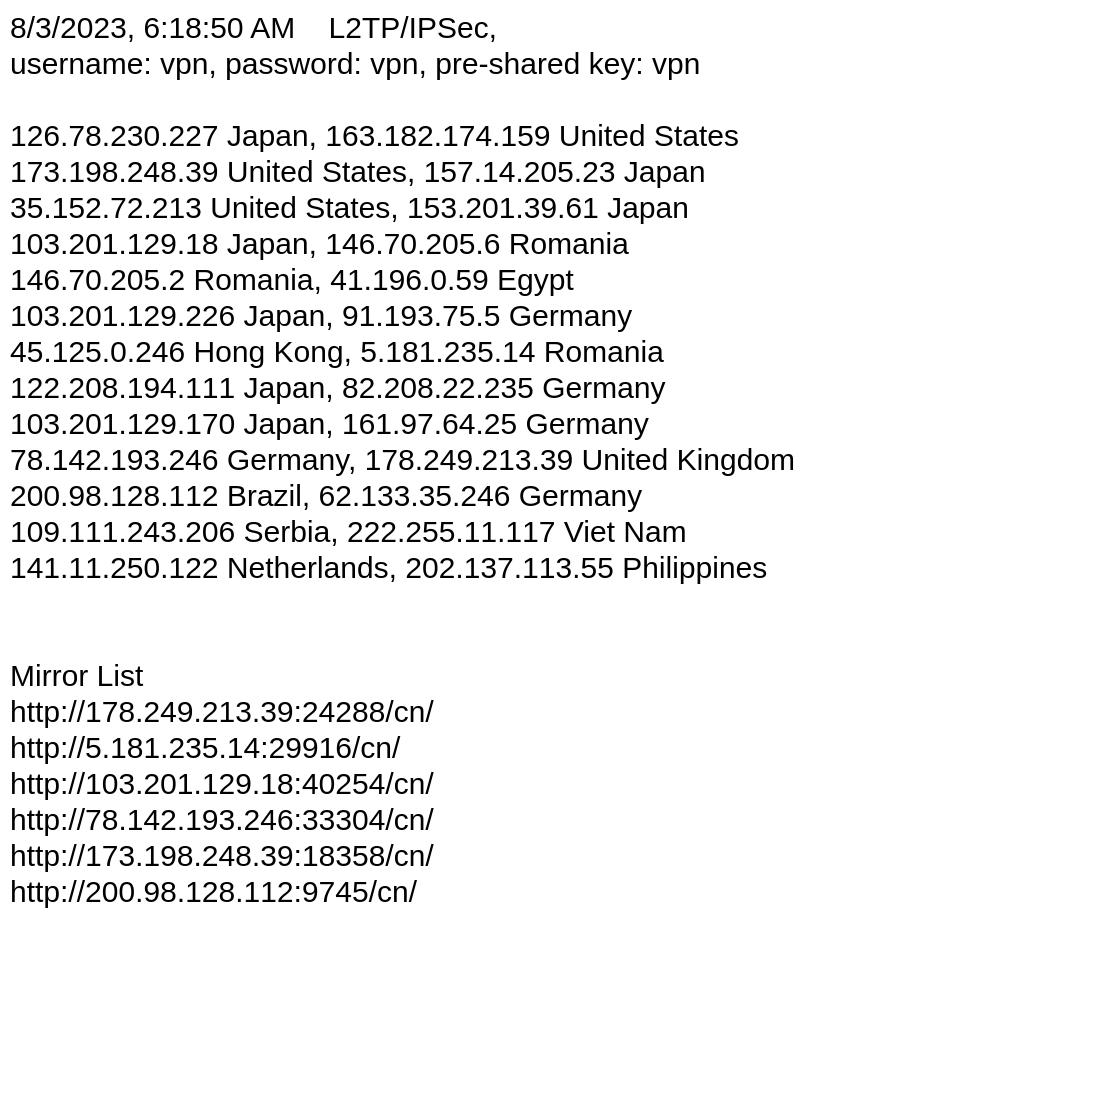 8/3/2023, 6:18:50 AM    L2TP/IPSec,
username: vpn, password: vpn, pre-shared key: vpn
126.78.230.227 Japan, 163.182.174.159 United States
173.198.248.39 United States, 157.14.205.23 Japan
35.152.72.213 United States, 153.201.39.61 Japan
103.201.129.18 Japan, 146.70.205.6 Romania
146.70.205.2 Romania, 41.196.0.59 Egypt
103.201.129.226 Japan, 91.193.75.5 Germany
45.125.0.246 Hong Kong, 5.181.235.14 Romania
122.208.194.111 Japan, 82.208.22.235 Germany
103.201.129.170 Japan, 161.97.64.25 Germany
78.142.193.246 Germany, 178.249.213.39 United Kingdom
200.98.128.112 Brazil, 62.133.35.246 Germany
109.111.243.206 Serbia, 222.255.11.117 Viet Nam
141.11.250.122 Netherlands, 202.137.113.55 Philippines
Mirror List
http://178.249.213.39:24288/cn/
http://5.181.235.14:29916/cn/
http://103.201.129.18:40254/cn/
http://78.142.193.246:33304/cn/
http://173.198.248.39:18358/cn/
http://200.98.128.112:9745/cn/